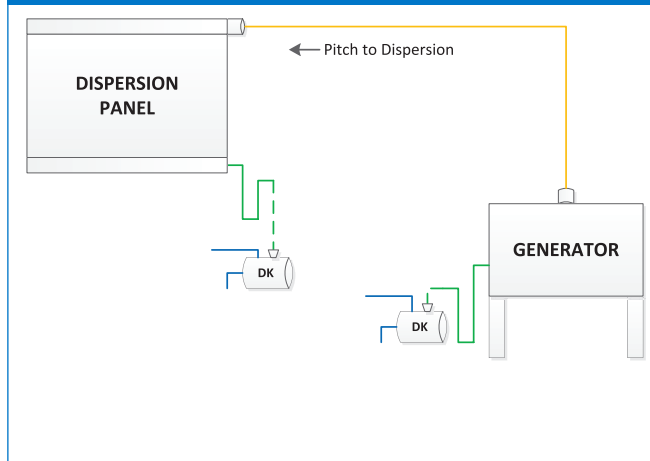 Pitch to Dispersion
DISPERSION
PANEL
GENERATOR
DK
DK